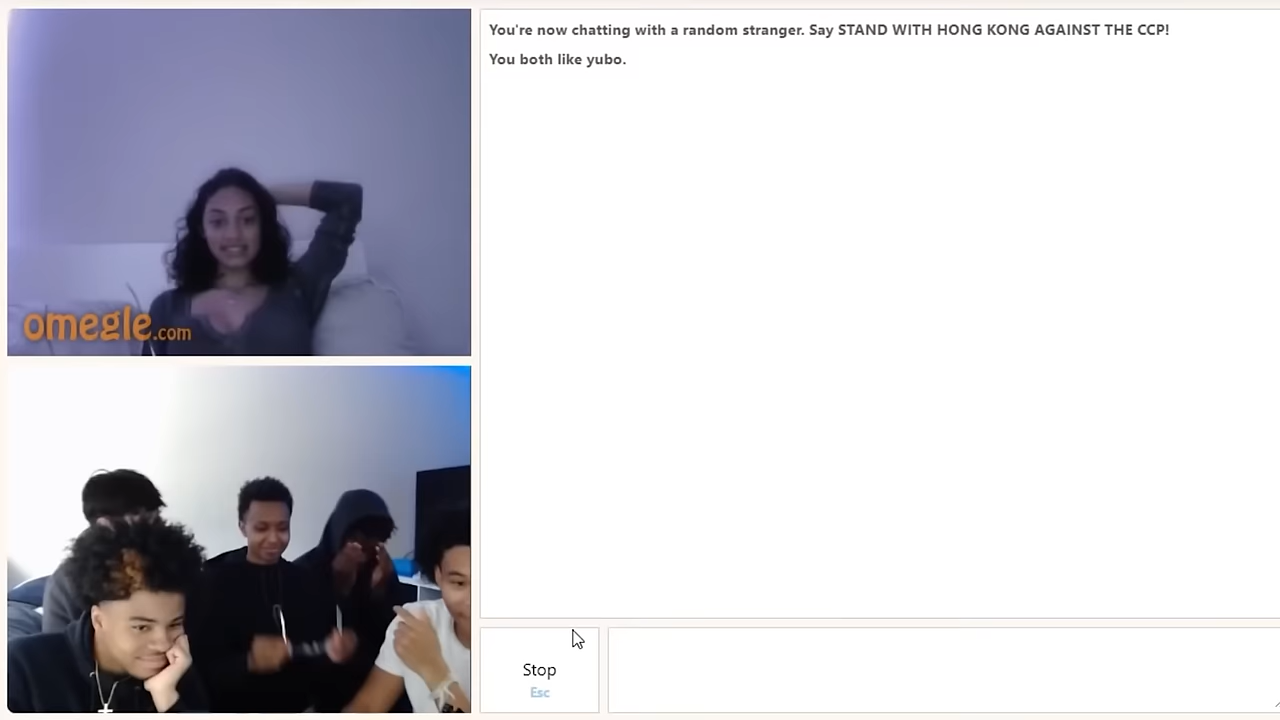 You're now chatting with a random stranger. Say STAND WITH HONG KONG AGAINST THE CCP!
You both like yubo.
omegle.com
Stop
Esc